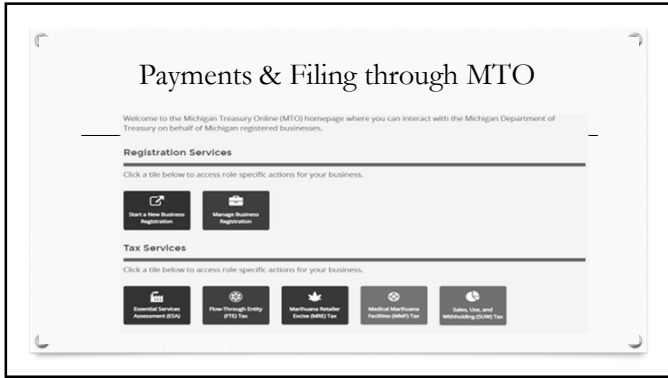 Payments & Filing through MTO
Welcome to the Michigan Treasury Online (MTO) homepage where you can interact with the Michigan Department of
Treasury on behalf of Michigan registered businesses.
Registration Services
Click a tile below to access role specific actions for your business.
Start a New Business
Registration
Manage Business
Registration
Tax Services
Click a tile below to access role specific actions for your business.
Essential Services
Assessment (ESA)
Flow-Through Entity
(FTE) Tax
Marihuana Retailer
Excise (MRE) Tax
Medical Marihuana
Facilities (MMF) Tax
Sales, Use, and
Withholding (SUW) Tax